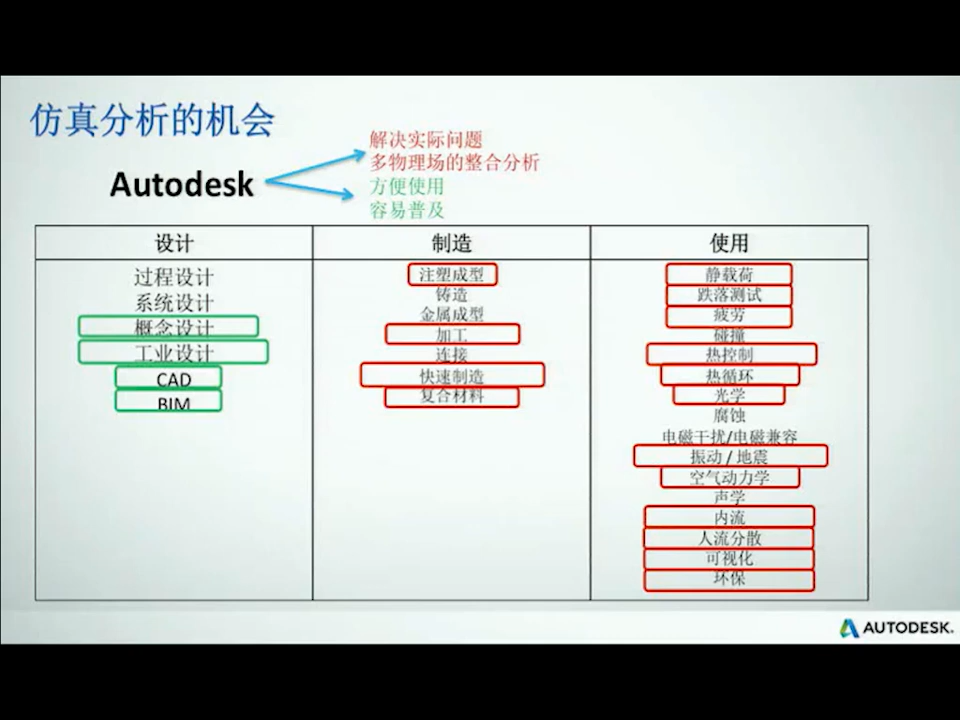 仿真分析的机会
解决实际问题
多物理场的整合分析
Autodesk
方便使用
容易普及
设计
制造
使用
过程设计
系统设计
概念设计
工业设计
CAD
BIM
注塑成型
铸造
金属成型
加工
连接
快速制造
复合材料
静载荷
跌落测试
疲劳
碰撞
热控制
热循环
光学
腐蚀
电磁干扰/电磁兼容
振动 / 地震
空气动力学
声学
内流
人流分散
可视化
环保
AUTODESK.